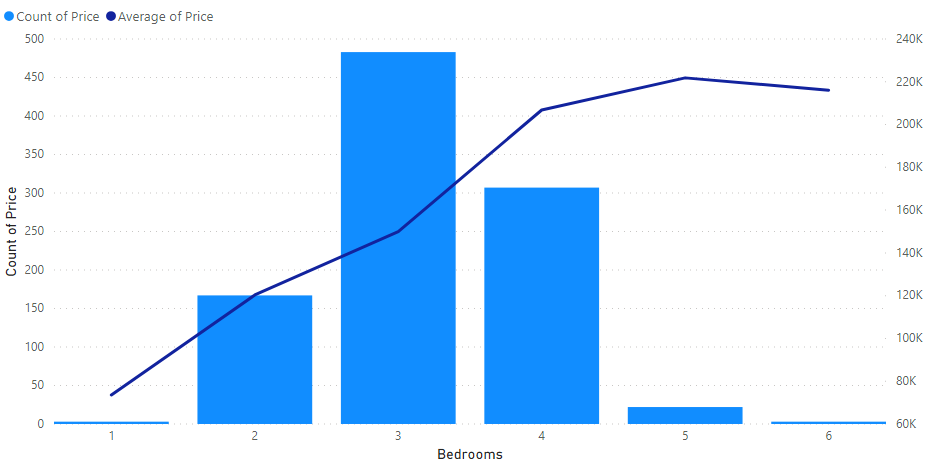 Count of Price Average of Price
500 240K
450 220K
400 200K
350 180K
300 160K
250 140K
200 120K
150 100K
100 80K
50 60K
0
Count of Price
1 2 3 4 5 6
Bedrooms